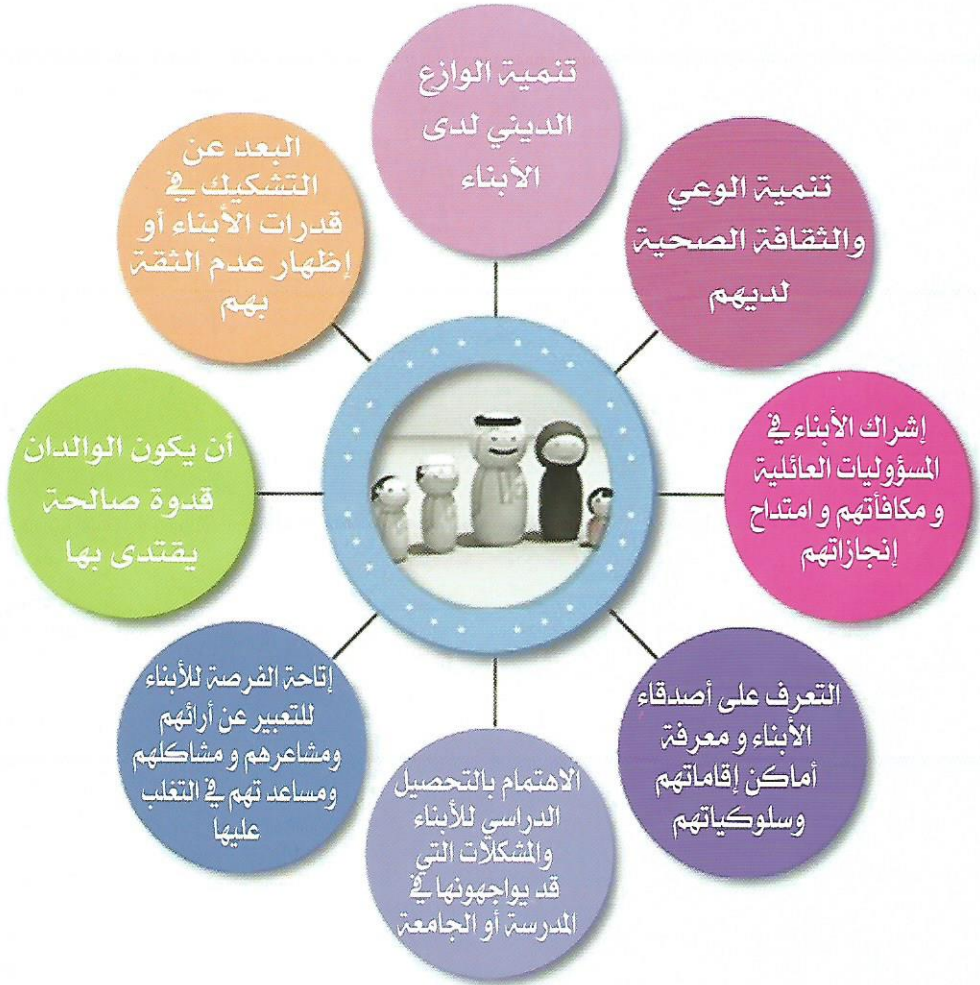 تنمية الوازع
الديني لدى
الأبناء
تنمية الوعي
والثقافة الصحية
لديهم
إشراك الأبناء في
المسؤوليات العائلية
و مكافأتهم و امتداح
إنجازاتهم
التعرف على أصدقاء
الأبناء و معرفة
أماكن إقاماتهم
وسلوكياتهم
الاهتمام بالتحصيل
الدراسي للأبناء
والمشكلات التي
قد يواجهونها في
المدرسة أو الجامعة
إتاحة الفرصة للأبناء
للتعبير عن أرائهم
ومشاعرهم و مشاكلهم
ومساعد تهم في التغلب
عليها
أن يكون الوالدان
قدوة صالحة
يقتدى بها
البعد عن
التشكيك في
قدرات الأبناء أو
إظهار عدم الثقة
بهم